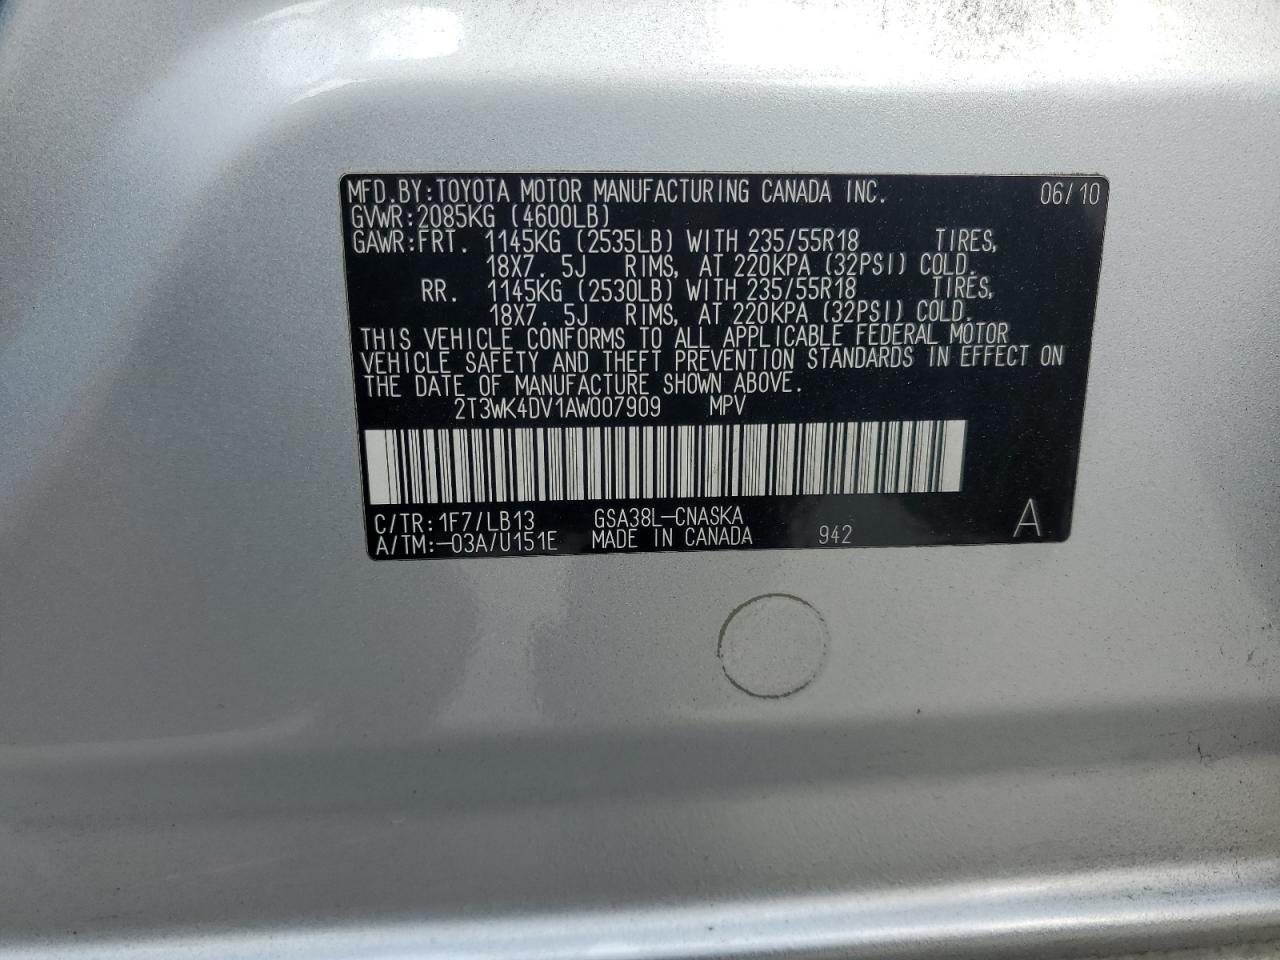 MFD.BY:TOYOTA MOTOR MANUFACTURING CANADA INC. 06/10
GVWR:2085KG (4600LB)
GAWR:FRT. 1145KG (2535LB) WITH 235/55R18 TIRES,
18X7.5J RIMS, AT 220KPA (32PSI) COLD.
RR. 1145KG (2530LB) WITH 235/55R18 TIRES,
18X7.5J RIMS, AT 220KPA (32PSI) COLD.
THIS VEHICLE CONFORMS TO ALL APPLICABLE FEDERAL MOTOR
VEHICLE SAFETY AND THEFT PREVENTION STANDARDS IN EFFECT ON
THE DATE OF MANUFACTURE SHOWN ABOVE.
2T3WK4DV1AW007909 MPV
C/TR:1F7/LB13 GSA38L-CNASKA A
A/TM:-03A/U151E MADE IN CANADA 942